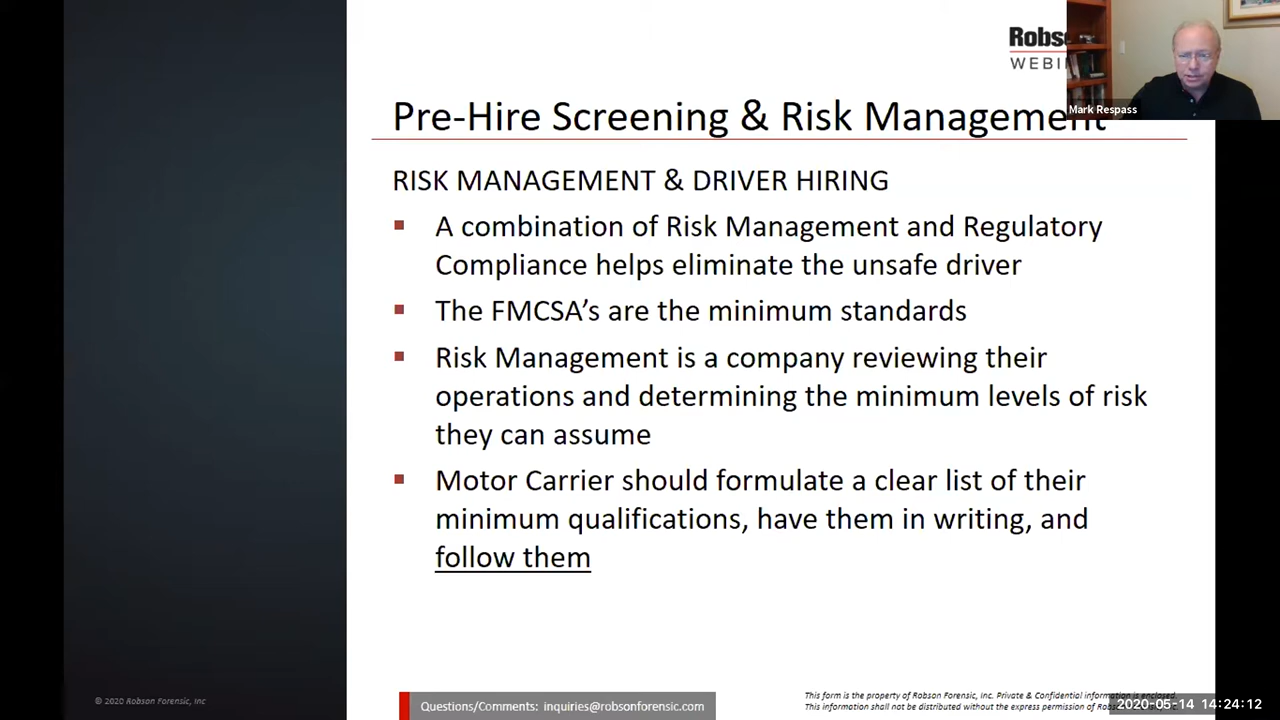 Robs
WEBI
Mark Respass
Pre-Hire Screening & Risk Management
RISK MANAGEMENT & DRIVER HIRING
▪ A combination of Risk Management and Regulatory
Compliance helps eliminate the unsafe driver
▪ The FMCSA’s are the minimum standards
▪ Risk Management is a company reviewing their
operations and determining the minimum levels of risk
they can assume
▪ Motor Carrier should formulate a clear list of their
minimum qualifications, have them in writing, and
follow them
© 2020 Robson Forensic, Inc
Questions/Comments: inquiries@robsonforensic.com
This form is the property of Robson Forensic, Inc. Private & Confidential information is enclosed.
This information shall not be distributed without the express permission of
2020-05-14 14:24:12